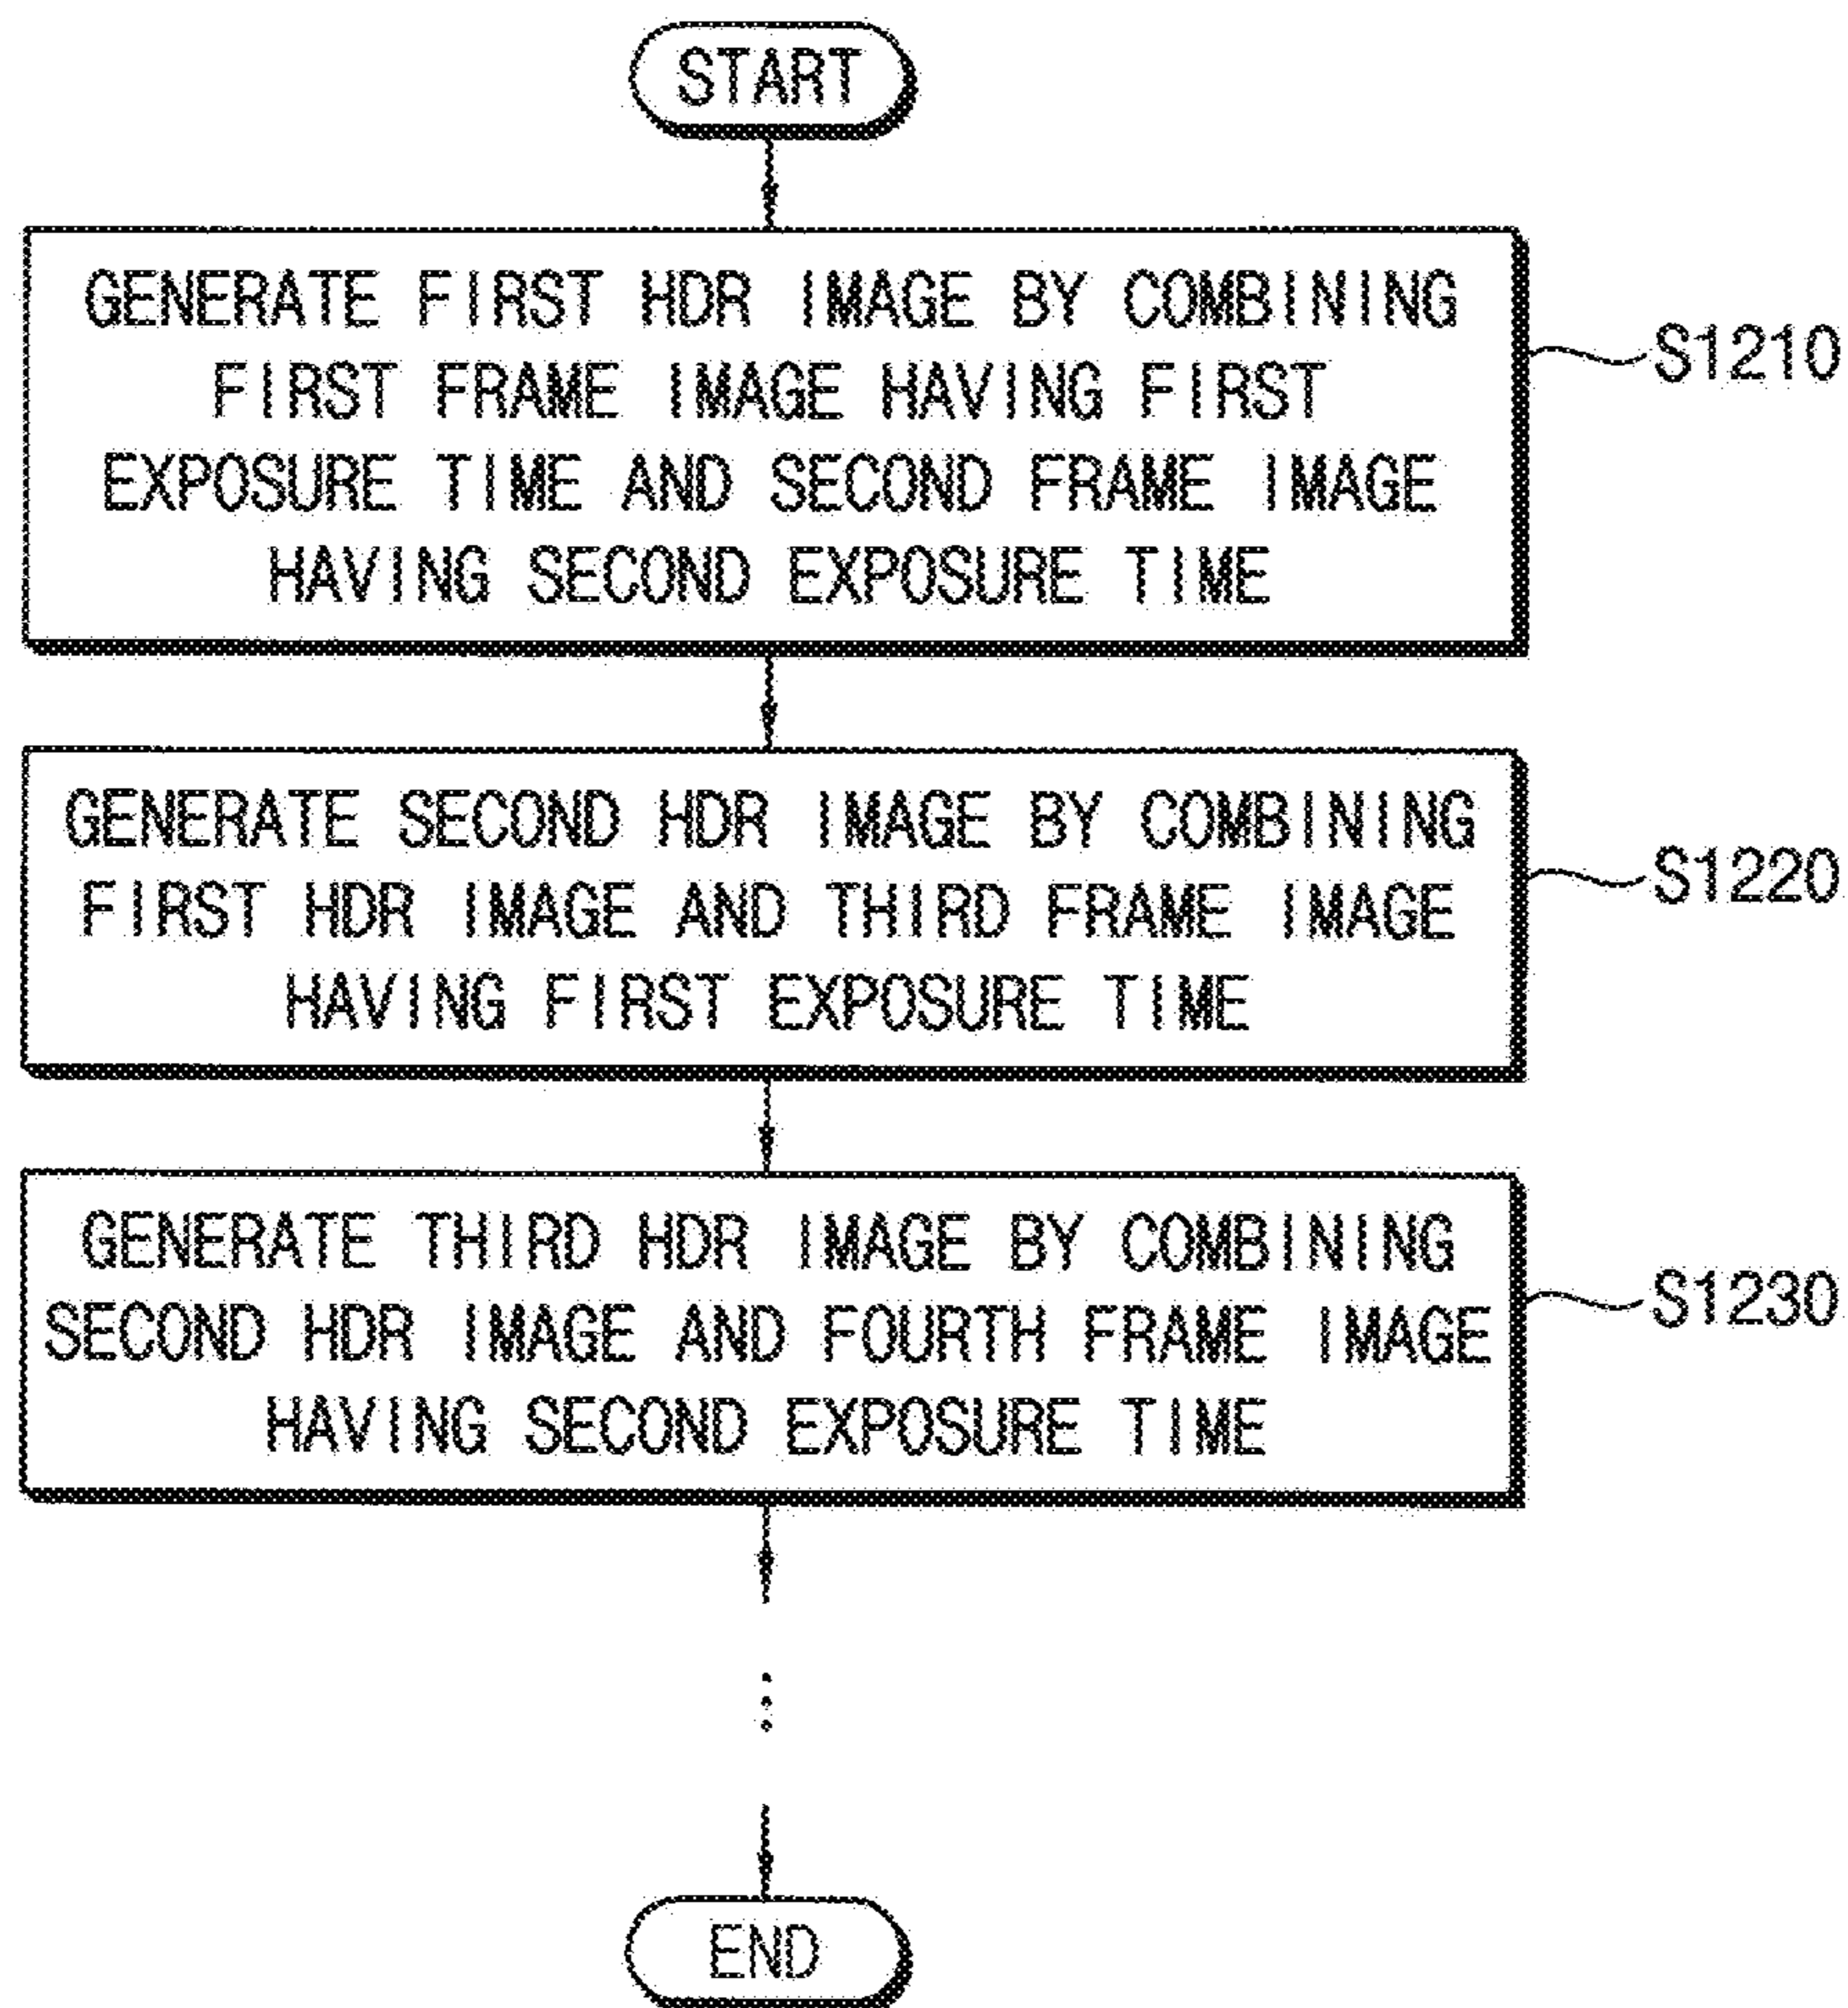 START
GENERATE FIRST HDR IMAGE BY COMBINING
FIRST FRAME IMAGE HAVING FIRST
EXPOSURE TIME AND SECOND FRAME IMAGE
HAVING SECOND EXPOSURE TIME
S1210
GENERATE SECOND HDR IMAGE BY COMBINING
FIRST HDR IMAGE AND THIRD FRAME IMAGE
HAVING FIRST EXPOSURE TIME
S1220
GENERATE THIRD HDR IMAGE BY COMBINING
SECOND HDR IMAGE AND FOURTH FRAME IMAGE
HAVING SECOND EXPOSURE TIME
S1230
END